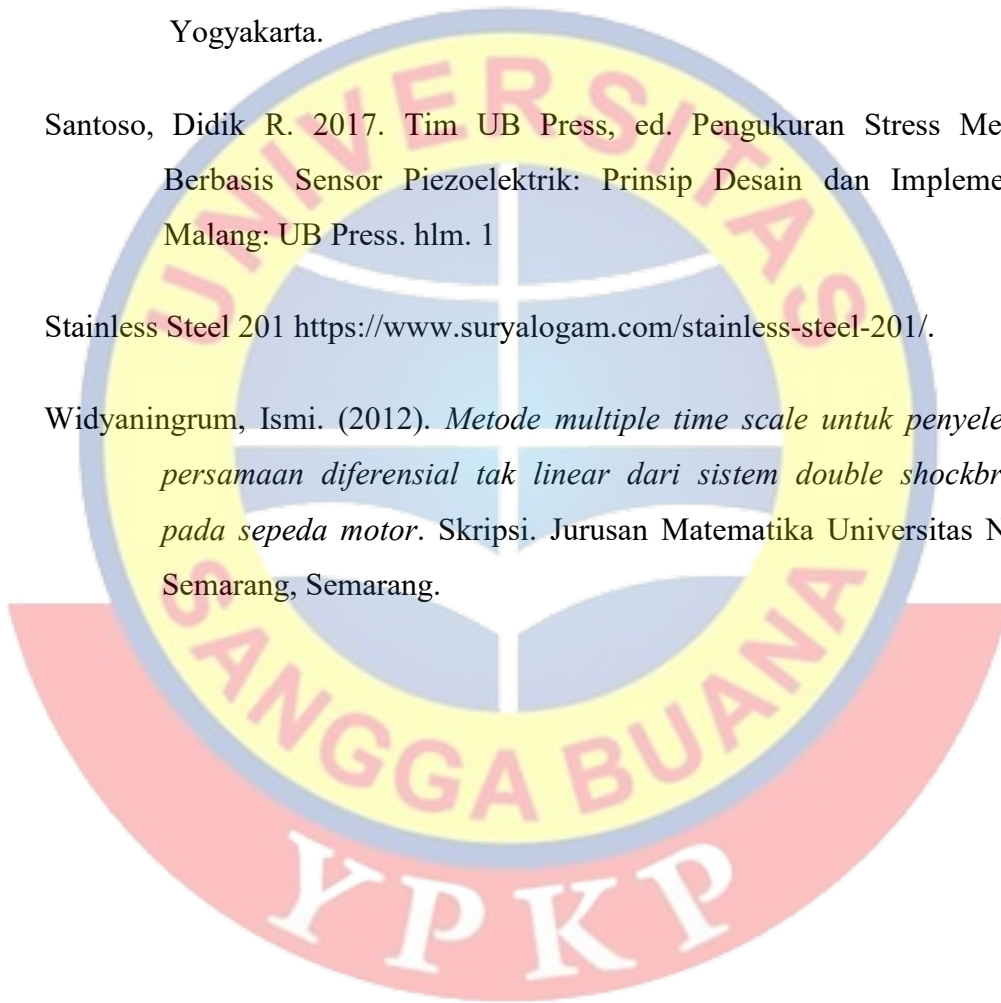 Yogyakarta.
Santoso, Didik R. 2017. Tim UB Press, ed. Pengukuran Stress Me
Berbasis Sensor Piezoelektrik: Prinsip Desain dan Impleme
Malang: UB Press. hlm. 1
Stainless Steel 201 https://www.suryalogam.com/stainless-steel-201/.
Widyaningrum, Ismi. (2012). Metode multiple time scale untuk penyele
persamaan diferensial tak linear dari sistem double shockbr
pada sepeda motor. Skripsi. Jurusan Matematika Universitas N
Semarang, Semarang.
UNIVERSITAS
SANGGA BUANA
YPKP